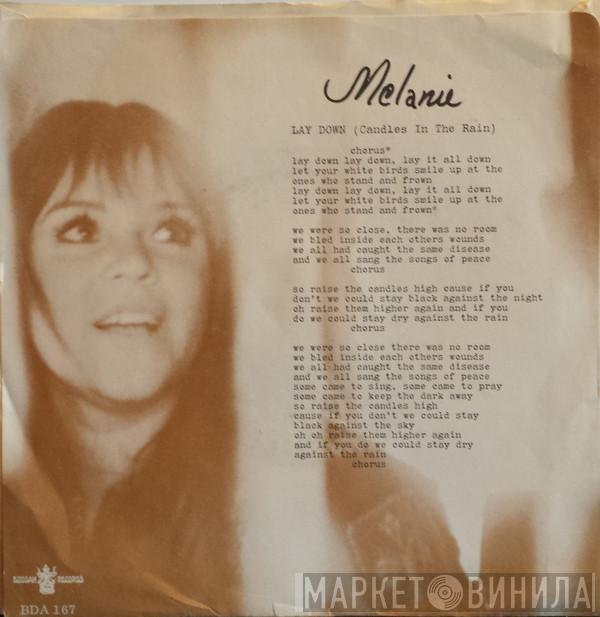 Melanie
LAY DOWN (Candles In The Rain)
chorus*
lay down lay down, lay it all down
let your white birds smile up at the
ones who stand and frown
lay down lay down, lay it all down
let your white birds smile up at the
ones who stand and frown*
we were so close, there was no room
we bled inside each others wounds
we all had caught the same disease
and we all sang the songs of peace
chorus
so raise the candles high cause if you
don't we could stay black against the night
oh raise them higher again and if you
do we could stay dry against the rain
chorus
we were so close there was no room
we bled inside each others wounds
we all had caught the same disease
and we all sang the songs of peace
some came to sing, some came to pray
some came to keep the dark away
so raise the candles high
cause if you don't we could stay
black against the sky
oh oh raise them higher again
and if you do we could stay dry
against the rain
chorus
BUDDAH RECORDS
BDA 167
МАРКЕТ ВИНИЛА